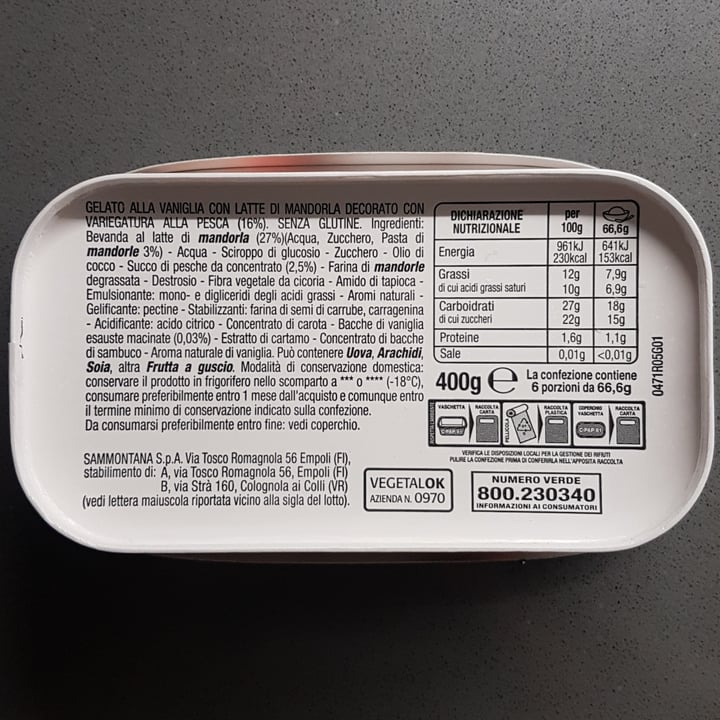 GELATO ALLA VANIGLIA CON LATTE DI MANDORLA DECORATO CON
VARIEGATURA ALLA PESCA (16%). SENZA GLUTINE. Ingredienti:
Bevanda al latte di mandorla (27%)(Acqua, Zucchero, Pasta di
mandorle 3%) - Acqua - Sciroppo di glucosio - Zucchero - Olio di
cocco - Succo di pesche da concentrato (2,5%) - Farina di mandorle
degrassata - Destrosio - Fibra vegetale da cicoria - Amido di tapioca -
Emulsionante: mono- e digliceridi degli acidi grassi - Aromi naturali -
Gelificante: pectine - Stabilizzanti: farina di semi di carrube, carragenina
- Acidificante: acido citrico - Concentrato di carota - Bacche di vaniglia
esauste macinate (0,03%) - Estratto di cartamo - Concentrato di bacche
di sambuco - Aroma naturale di vaniglia. Può contenere Uova, Arachidi,
Soia, altra Frutta a guscio. Modalità di conservazione domestica:
conservare il prodotto in frigorifero nello scomparto a *** o **** (-18°C),
consumare preferibilmente entro 1 mese dall'acquisto e comunque entro
il termine minimo di conservazione indicato sulla confezione.
Da consumarsi preferibilmente entro fine: vedi coperchio.
SAMMONTANA S.p.A. Via Tosco Romagnola 56 Empoli (FI),
stabilimento di: A, via Tosco Romagnola 56, Empoli (FI)
B, via Strà 160, Colognola ai Colli (VR)
(vedi lettera maiuscola riportata vicino alla sigla del lotto).
VEGETALOK
AZIENDA N. 0970
DICHIARAZIONE NUTRIZIONALE per 100g 66,6g
Energia 961kJ 230kcal 641kJ 153kcal
Grassi 12g 7,9g
di cui acidi grassi saturi 10g 6,9g
Carboidrati 27g 18g
di cui zuccheri 22g 15g
Proteine 1,6g 1,1g
Sale 0,01g <0,01g
400g e La confezione contiene
6 porzioni da 66,6g
0471R05601
VASCHETTA RACCOLTA CARTA C/PAP 81
PELLICOLA RACCOLTA PLASTICA
COPERCHIO VASCHETTA RACCOLTA CARTA C/PAP 81
VERIFICA LE DISPOSIZIONI LOCALI PER LA GESTIONE DEI RIFIUTI
PULIRE LA CONFEZIONE PRIMA DI CONFERIRLA NELL'APPOSITA RACCOLTA
NUMERO VERDE
800.230340
INFORMAZIONI AI CONSUMATORI